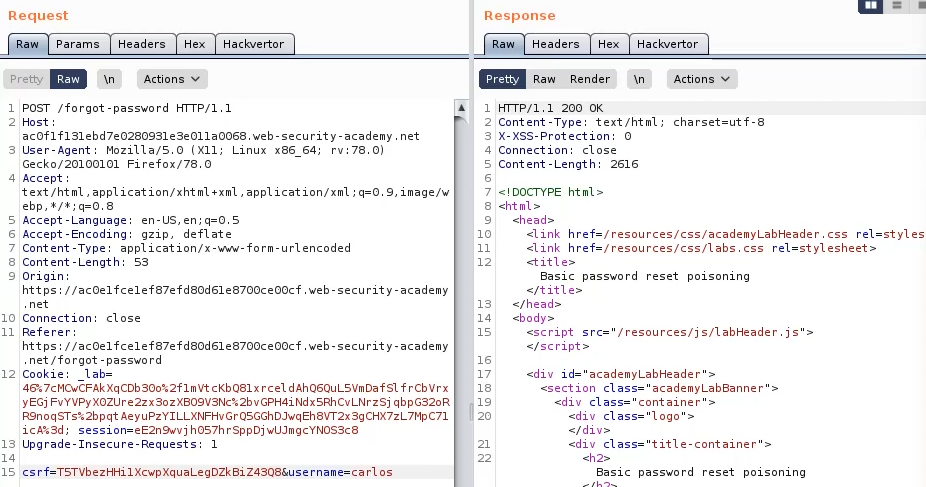 Request
Raw Params Headers Hex Hackvertor
Pretty Raw \n Actions
1 POST /forgot-password HTTP/1.1
2 Host:
ac0f1f131ebd7e0280931e3e011a0068.web-security-academy.net
3 User-Agent: Mozilla/5.0 (X11; Linux x86_64; rv:78.0)
Gecko/20100101 Firefox/78.0
4 Accept:
text/html,application/xhtml+xml,application/xml;q=0.9,image/w
ebp,*/*;q=0.8
5 Accept-Language: en-US,en;q=0.5
6 Accept-Encoding: gzip, deflate
7 Content-Type: application/x-www-form-urlencoded
8 Content-Length: 53
9 Origin:
https://ac0e1fce1ef87efd80d61e8700ce00cf.web-security-academy
.net
10 Connection: close
11 Referer:
https://ac0e1fce1ef87efd80d61e8700ce00cf.web-security-academy
.net/forgot-password
12 Cookie: _lab=
46%7cMCwCFAkXqCDb30o%2f1mVtcKbQ81xrceldAhQ6QuL5VmDafSlfrCbVrx
yEGjFvYVPyX0ZUre2zx3ozXBO9V3Nc%2bvGPH4iNdx5RhCvLNrzSjqbpG32oR
R9noqSTs%2bpqtAeyuPzYILLXNFHvGrQ5GGhDJwqEh8VT2x3gCHX7zL7MpC71
icA%3d; session=eE2n9wvjh057hrSppDjwUJmgcYNOS3c8
13 Upgrade-Insecure-Requests: 1
14
15 csrf=T5TVbezHHi1XcwpXquaLegDZkBiZ43Q8&username=carlos
Response
Raw Headers Hex Hackvertor
Pretty Raw Render \n Actions
1 HTTP/1.1 200 OK
2 Content-Type: text/html; charset=utf-8
3 X-XSS-Protection: 0
4 Connection: close
5 Content-Length: 2616
6
7 <!DOCTYPE html>
8 <html>
9 <head>
10 <link href=/resources/css/academyLabHeader.css rel=styles
11 <link href=/resources/css/labs.css rel=stylesheet>
12 <title>
Basic password reset poisoning
</title>
13 </head>
14 <body>
15 <script src="/resources/js/labHeader.js">
</script>
16
17 <div id="academyLabHeader">
18 <section class="academyLabBanner">
19 <div class="container">
20 <div class="logo">
</div>
21 <div class="title-container">
22 <h2>
Basic password reset poisoning
</h2>